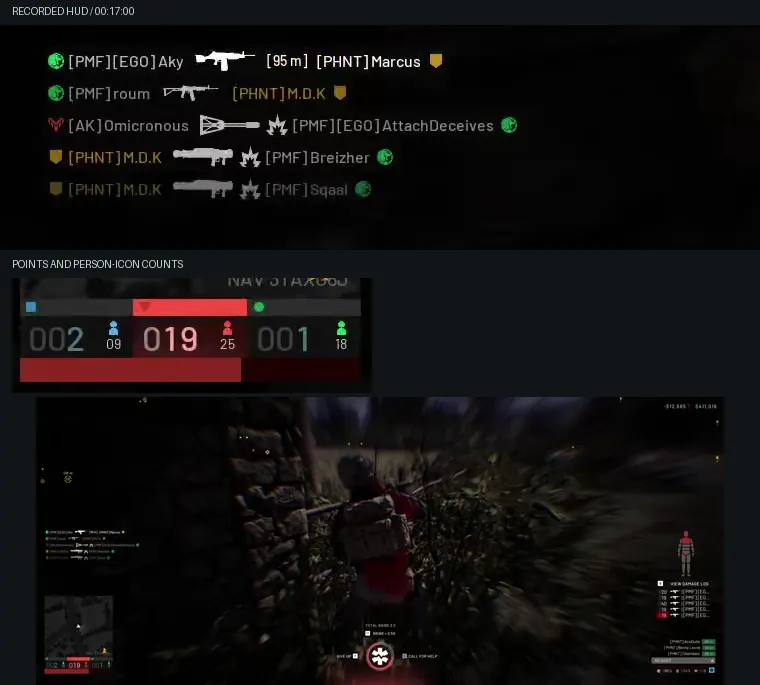 RECORDED HUD / 00:17:00
[PMF][EGO]Aky [95 m] [PHNT]Marcus
[PMF]roum [PHNT]M.D.K
[AK]Omicronous [PMF][EGO]AttachDeceives
[PHNT]M.D.K [PMF]Breizher
[PHNT]M.D.K [PMF]Sqaal
POINTS AND PERSON-ICON COUNTS
002 09 019 25 001 18
VIEW DAMAGE LOG
GIVE UP
CALL FOR HELP